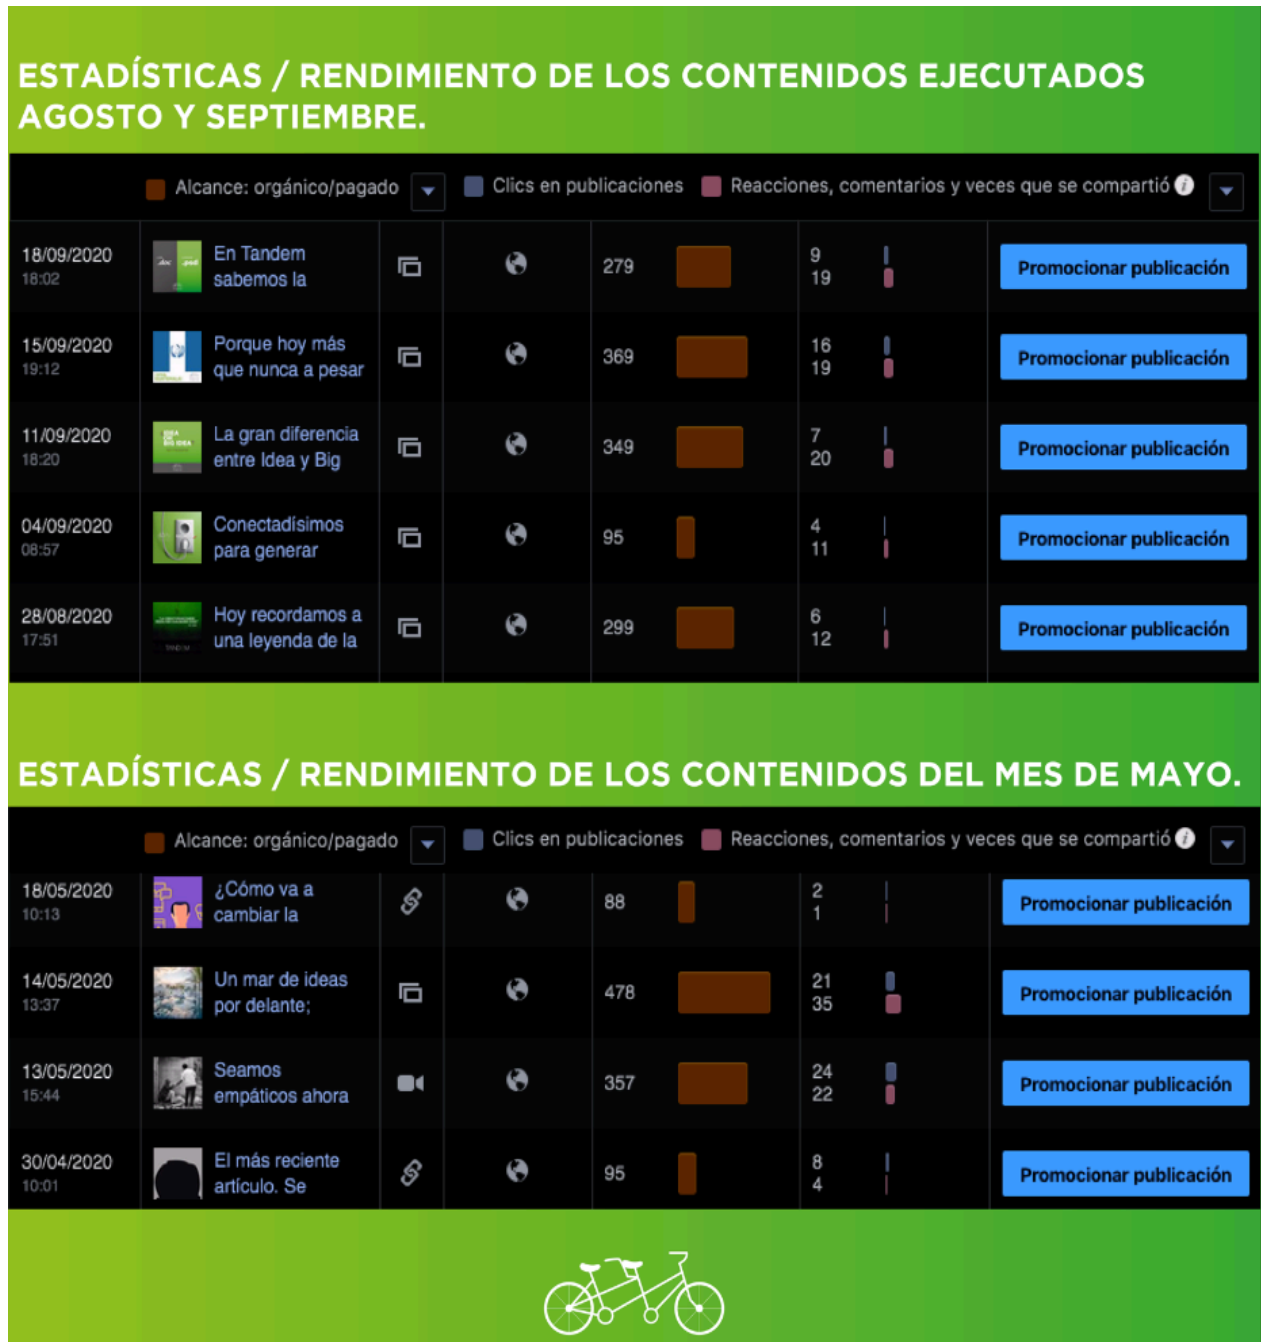 ESTADÍSTICAS / RENDIMIENTO DE LOS CONTENIDOS EJECUTADOS
AGOSTO Y SEPTIEMBRE.
Alcance: orgánico/pagado Clics en publicaciones Reacciones, comentarios y veces que se compartió
18/09/2020 En Tandem 9
18:02 sabemos la 279 19 Promocionar publicación
15/09/2020 Porque hoy más 16
19:12 que nunca a pesar 369 19 Promocionar publicación
11/09/2020 La gran diferencia 7
18:20 entre Idea y Big 349 20 Promocionar publicación
04/09/2020 Conectadísimos 4
08:57 para generar 95 11 Promocionar publicación
28/08/2020 Hoy recordamos a 6
17:51 una leyenda de la 299 12 Promocionar publicación
ESTADÍSTICAS / RENDIMIENTO DE LOS CONTENIDOS DEL MES DE MAYO.
Alcance: orgánico/pagado Clics en publicaciones Reacciones, comentarios y veces que se compartió
18/05/2020 ¿Cómo va a 2
10:13 cambiar la 88 1 Promocionar publicación
14/05/2020 Un mar de ideas 21
13:37 por delante; 478 35 Promocionar publicación
13/05/2020 Seamos 24
15:44 empáticos ahora 357 22 Promocionar publicación
30/04/2020 El más reciente 8
10:01 artículo. Se 95 4 Promocionar publicación